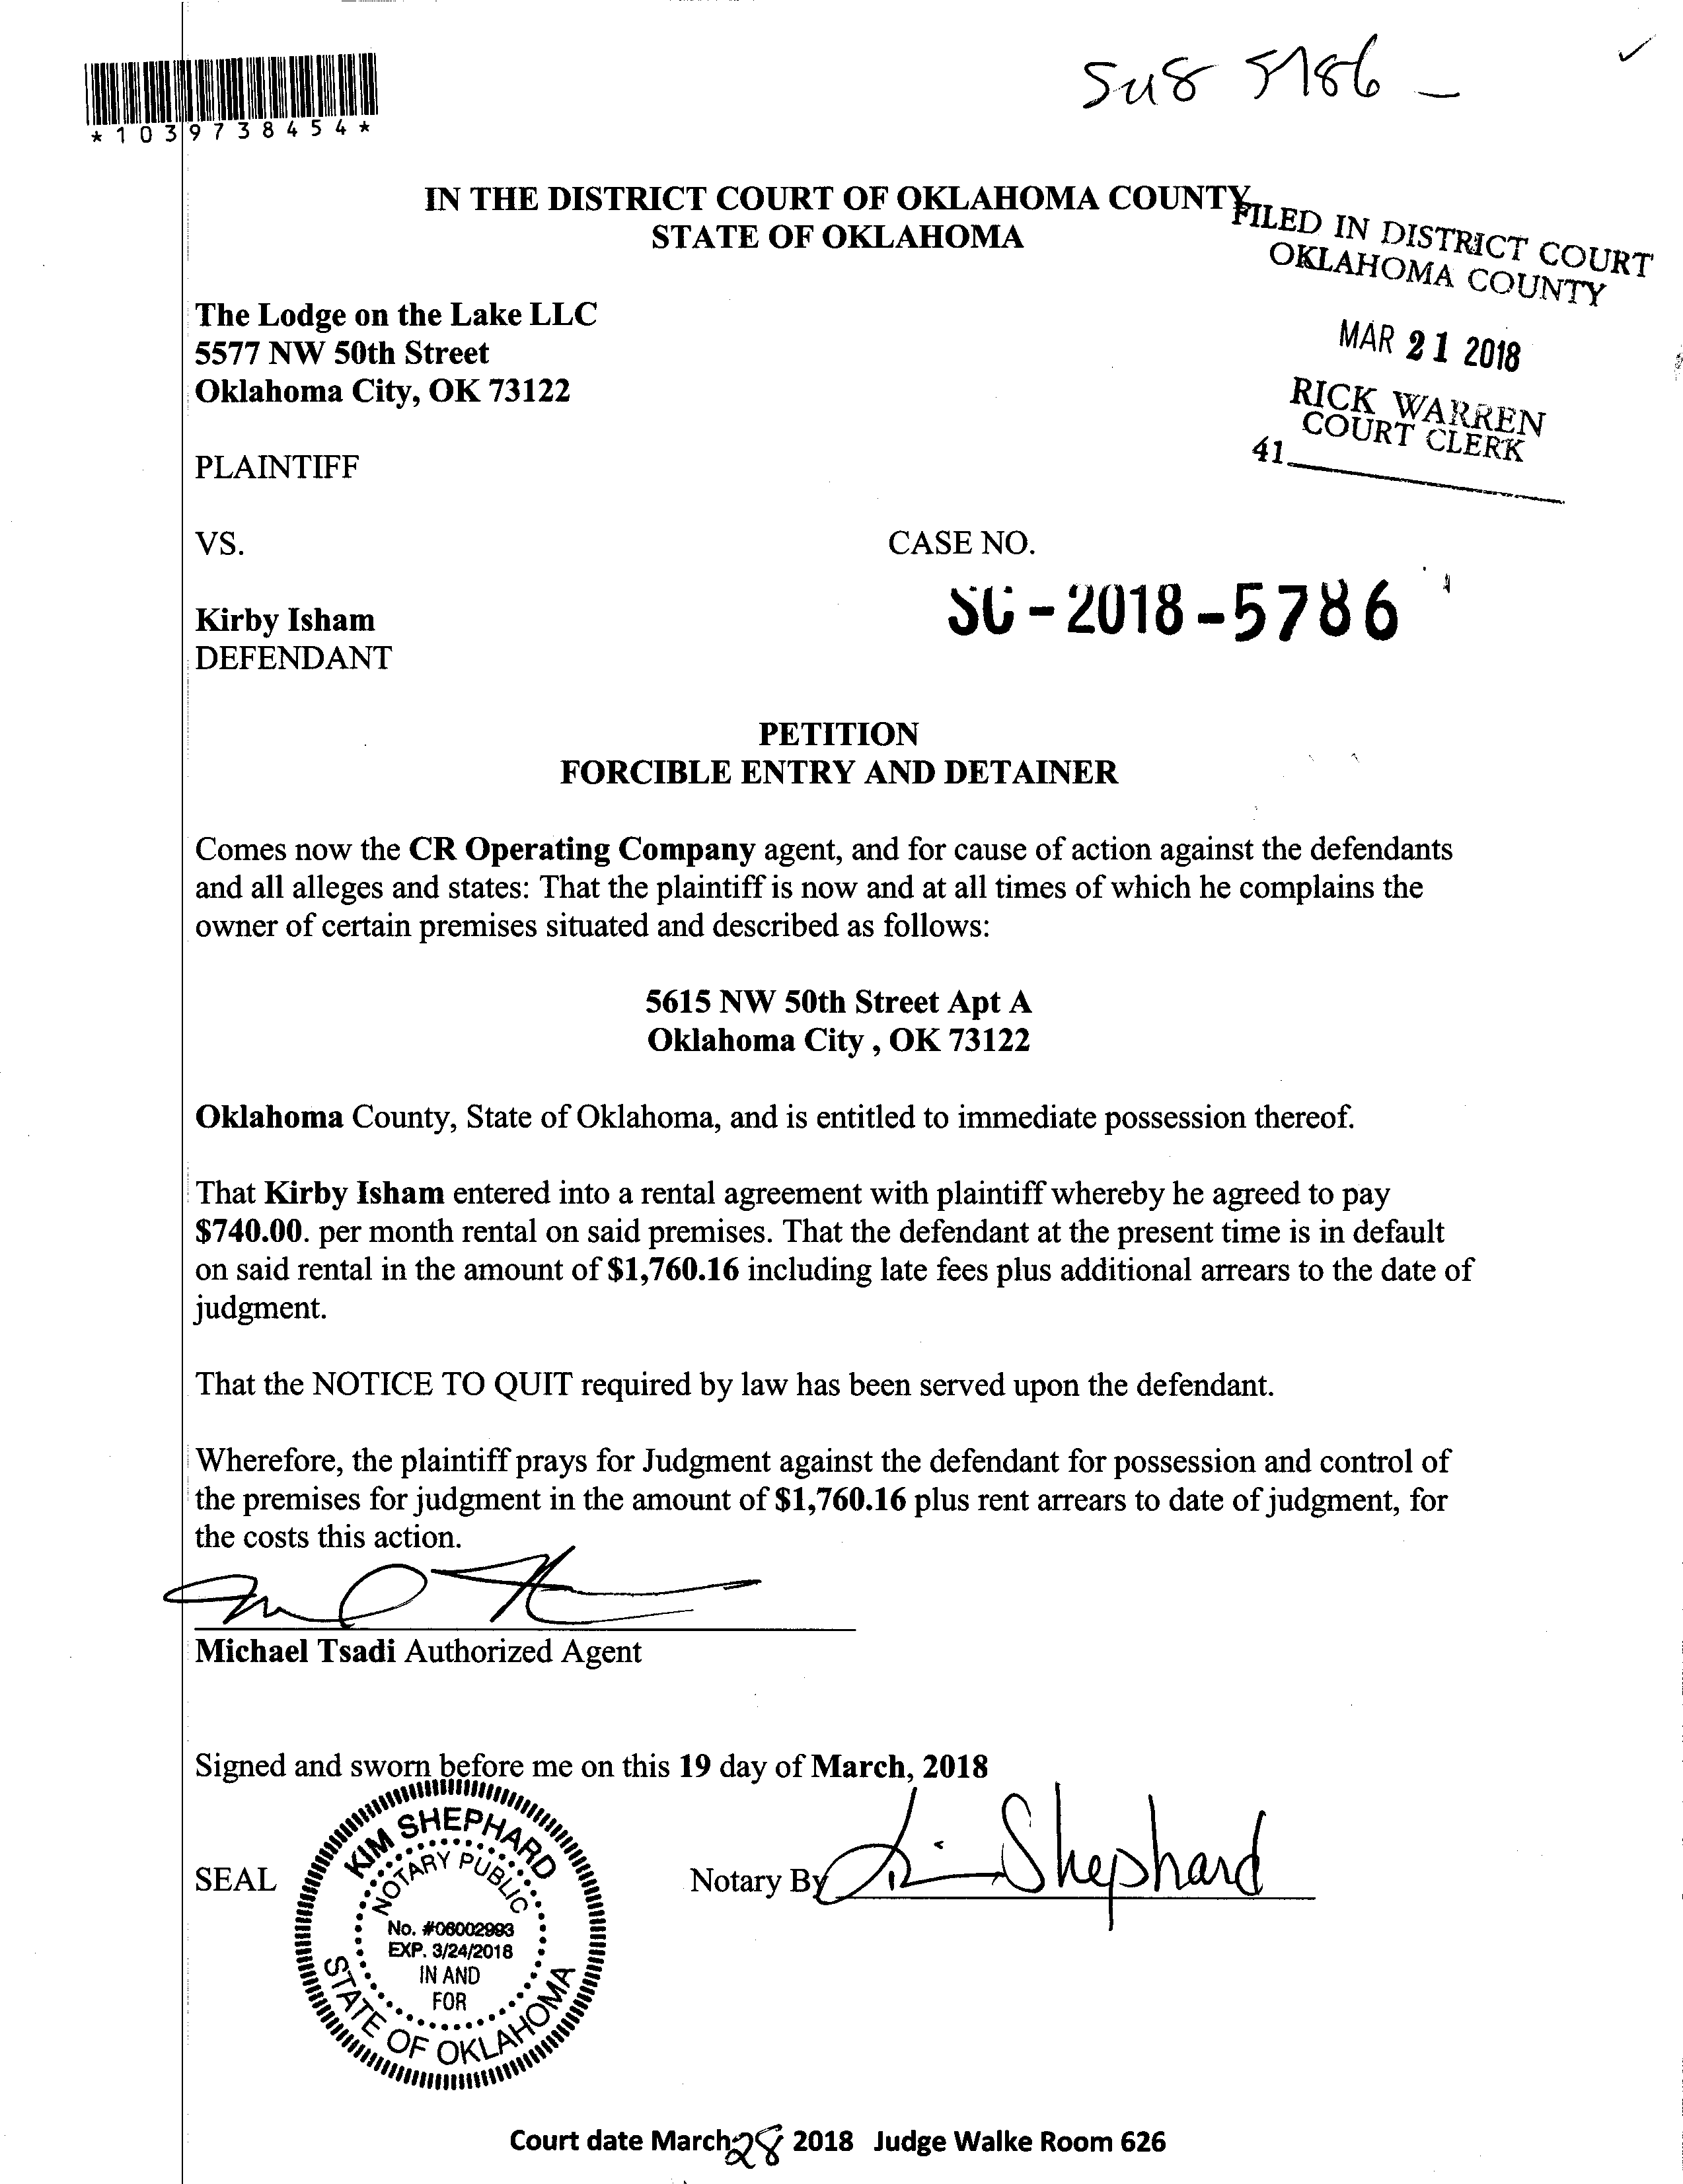 *1039738454*
5786 –
IN THE DISTRICT COURT OF OKLAHOMA COUNTY
STATE OF OKLAHOMA
FILED IN DISTRICT COURT
OKLAHOMA COUNTY
MAR 21 2018
RICK WARREN
COURT CLERK
41
The Lodge on the Lake LLC
5577 NW 50th Street
Oklahoma City, OK 73122
PLAINTIFF
VS.
CASE NO.
SC-2018-5786
Kirby Isham
DEFENDANT
PETITION
FORCIBLE ENTRY AND DETAINER
Comes now the CR Operating Company agent, and for cause of action against the defendants
and all alleges and states: That the plaintiff is now and at all times of which he complains the
owner of certain premises situated and described as follows:
5615 NW 50th Street Apt A
Oklahoma City , OK 73122
Oklahoma County, State of Oklahoma, and is entitled to immediate possession thereof.
That Kirby Isham entered into a rental agreement with plaintiff whereby he agreed to pay
$740.00. per month rental on said premises. That the defendant at the present time is in default
on said rental in the amount of $1,760.16 including late fees plus additional arrears to the date of
judgment.
That the NOTICE TO QUIT required by law has been served upon the defendant.
Wherefore, the plaintiff prays for Judgment against the defendant for possession and control of
the premises for judgment in the amount of $1,760.16 plus rent arrears to date of judgment, for
the costs this action.
Michael Tsadi Authorized Agent
Signed and sworn before me on this 19 day of March, 2018
SEAL
KIM SHEPHARD
NOTARY PUBLIC
No. #06002993
EXP. 3/24/2018
IN AND
FOR
STATE OF OKLAHOMA
Notary By Kim Shephard
Court date March 28 2018 Judge Walke Room 626